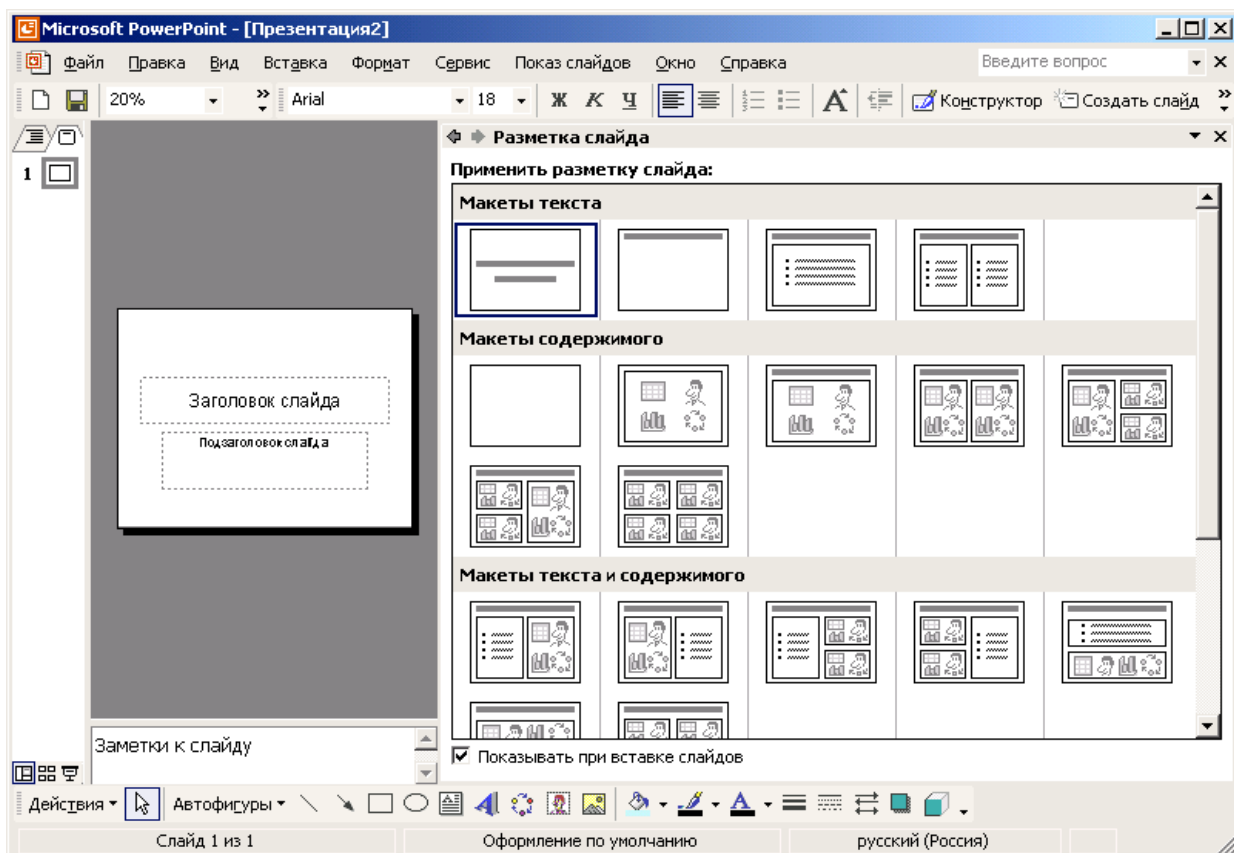 Microsoft PowerPoint - [Презентация2]
Файл Правка Вид Вставка Формат Сервис Показ слайдов Окно Справка Введите вопрос
20% Arial 18 Ж К Ч Конструктор Создать слайд
Разметка слайда
1
Применить разметку слайда:
Макеты текста
Макеты содержимого
Заголовок слайда
Подзаголовок слайда
Макеты текста и содержимого
Заметки к слайду
Показывать при вставке слайдов
Действия Автофигуры
Слайд 1 из 1 Оформление по умолчанию русский (Россия)